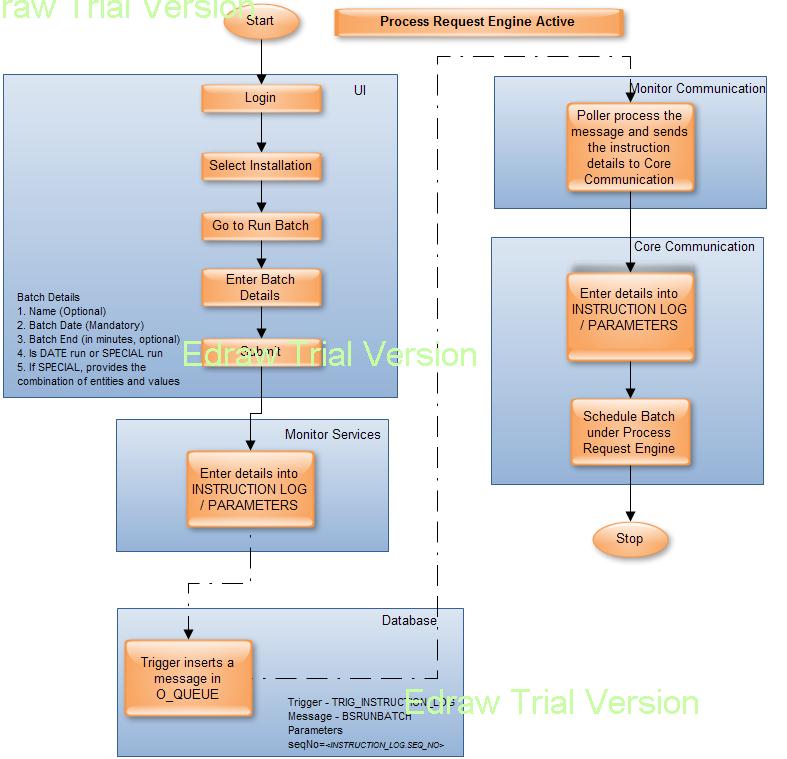 raw Trial Version
Start
Process Request Engine Active
UI
Login
Select Installation
Go to Run Batch
Enter Batch
Details
Submit
Batch Details
1. Name (Optional)
2. Batch Date (Mandatory)
3. Batch End (in minutes, optional)
4. Is DATE run or SPECIAL run
5. If SPECIAL, provides the
combination of entities and values
Edraw Trial Version
Monitor Services
Enter details into
INSTRUCTION LOG
/ PARAMETERS
Database
Trigger inserts a
message in
O_QUEUE
Trigger - TRIG_INSTRUCTION_LOG
Message - BSRUNBATCH
Parameters
seqNo=<INSTRUCTION_LOG.SEQ_NO>
Edraw Trial Version
Monitor Communication
Poller process the
message and sends
the instruction
details to Core
Communication
Core Communication
Enter details into
INSTRUCTION LOG
/ PARAMETERS
Schedule Batch
under Process
Request Engine
Stop